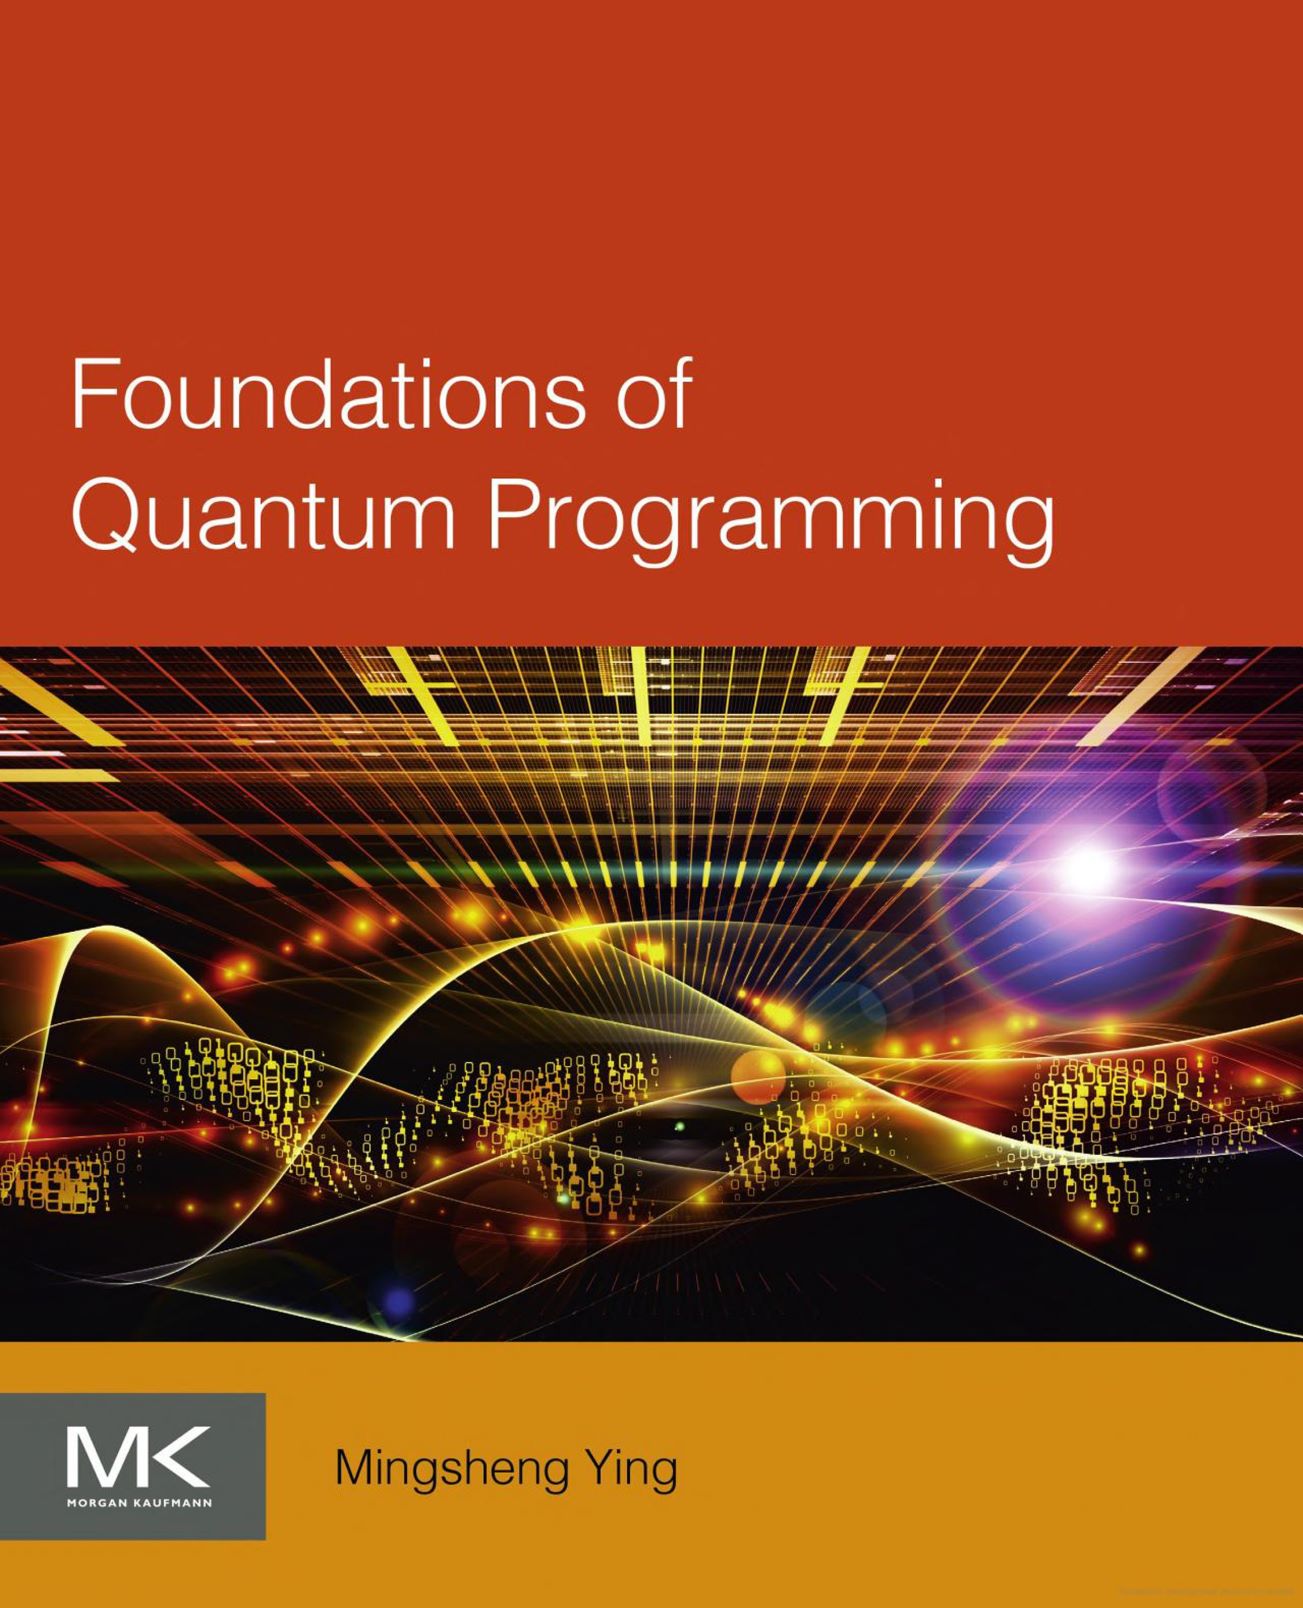 Foundations of
Quantum Programming
MK
MORGAN KAUFMANN
Mingsheng Ying